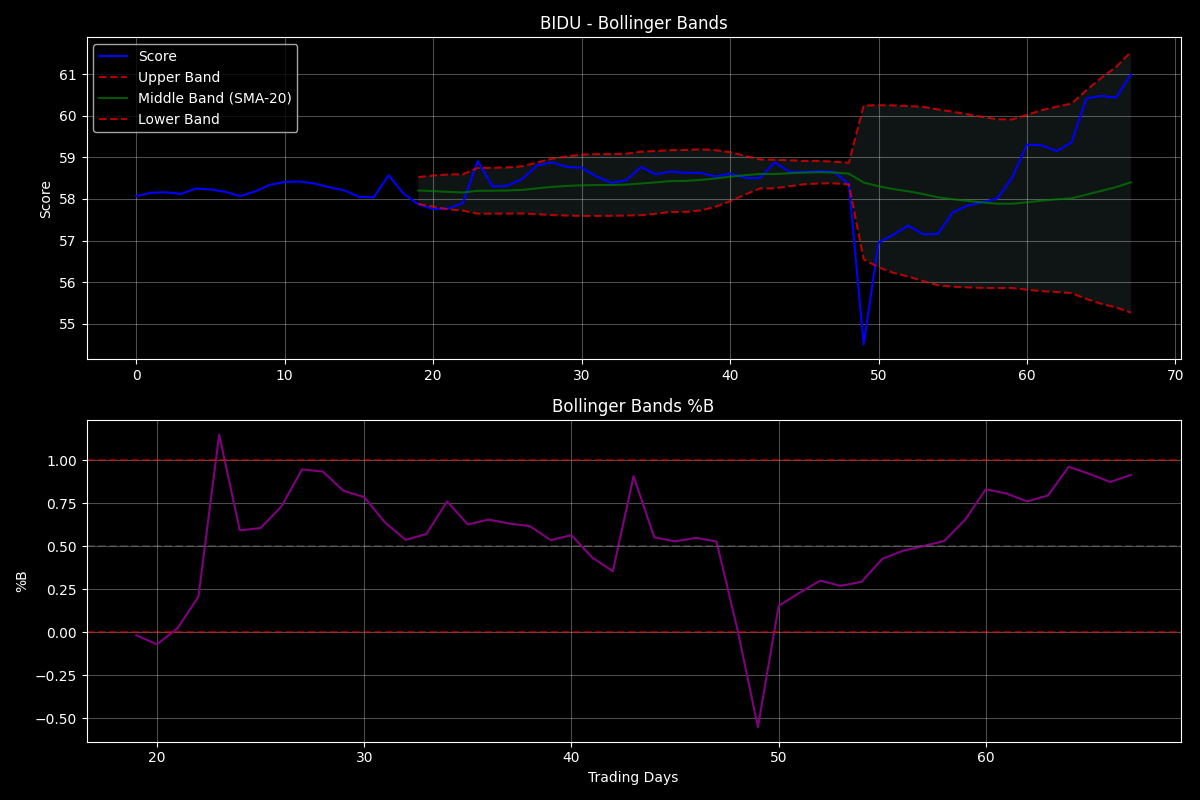 BIDU - Bollinger Bands
Score
Upper Band
Middle Band (SMA-20)
Lower Band
Score
61
60
59
58
57
56
55
0 10 20 30 40 50 60 70
Bollinger Bands %B
%B
1.00
0.75
0.50
0.25
0.00
−0.25
−0.50
20 30 40 50 60
Trading Days